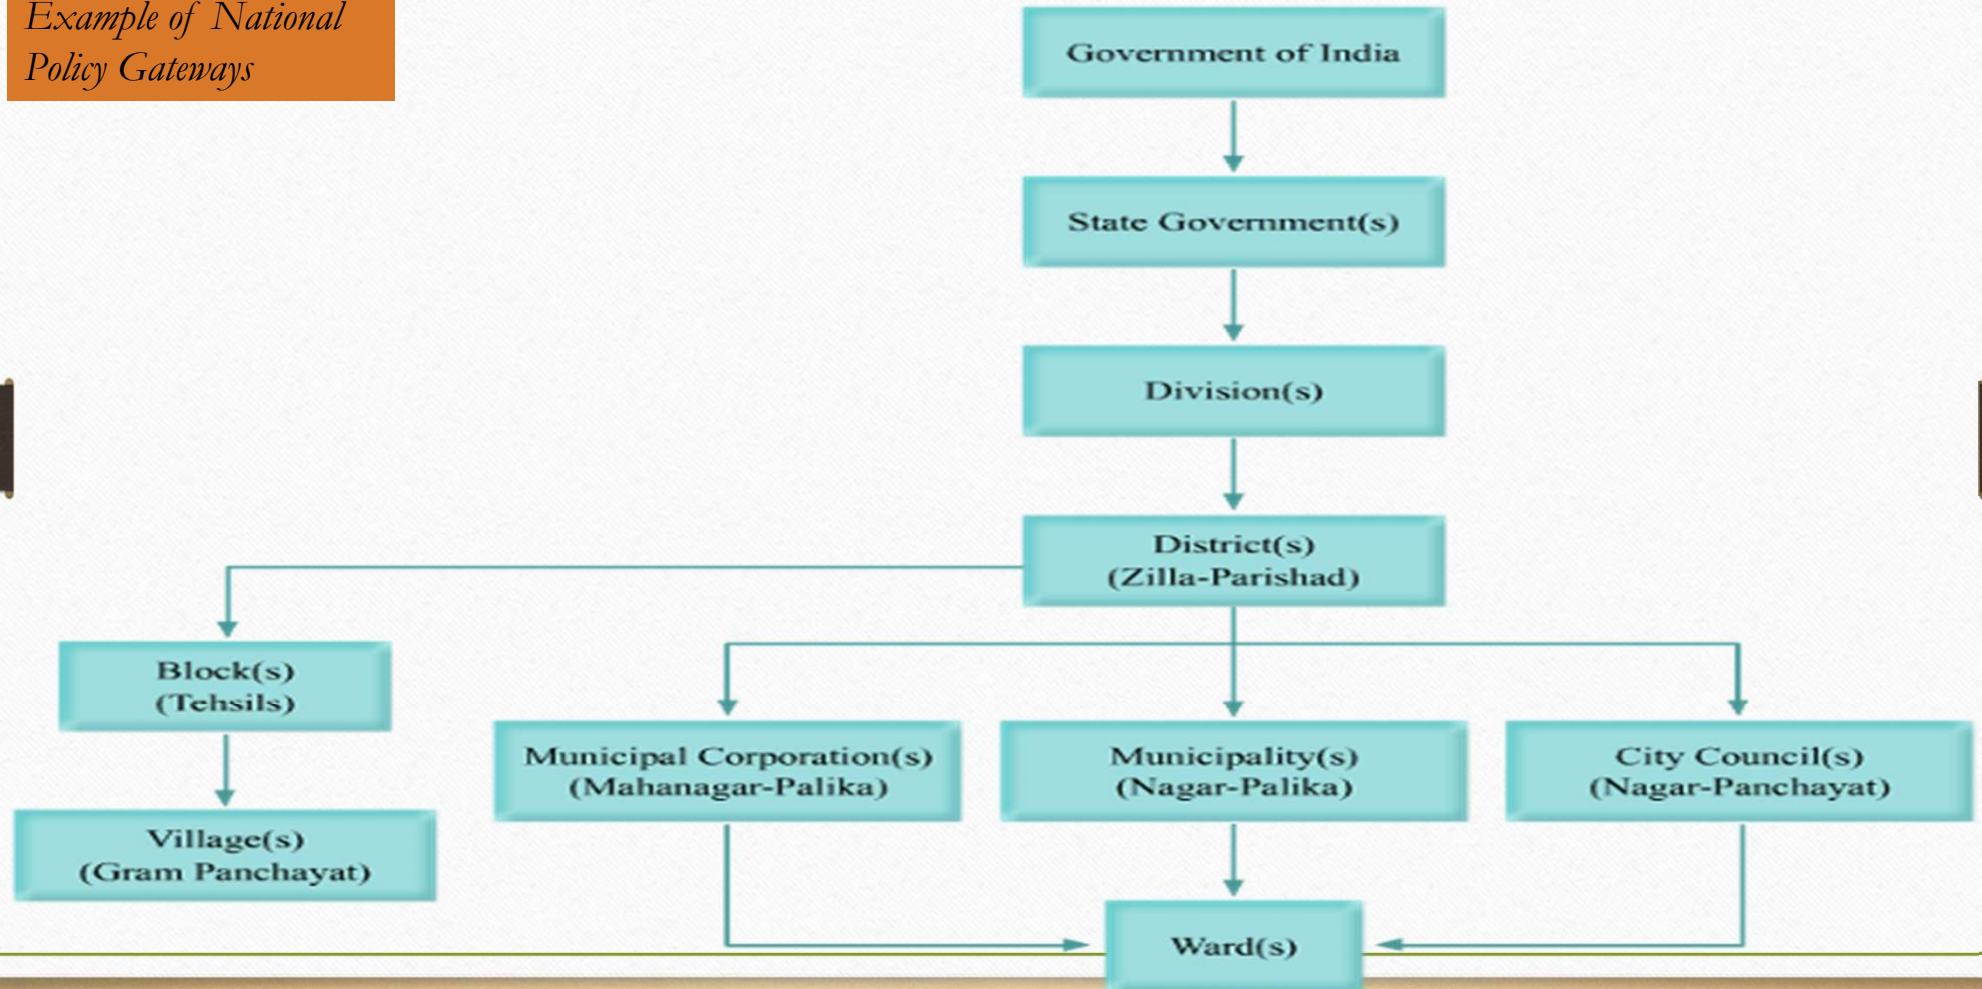 Example of National
Policy Gateways
Government of India
State Government(s)
Division(s)
District(s)
(Zilla-Parishad)
Block(s)
(Tehsils)
Municipal Corporation(s)
(Mahanagar-Palika)
Municipality(s)
(Nagar-Palika)
City Council(s)
(Nagar-Panchayat)
Village(s)
(Gram Panchayat)
Ward(s)